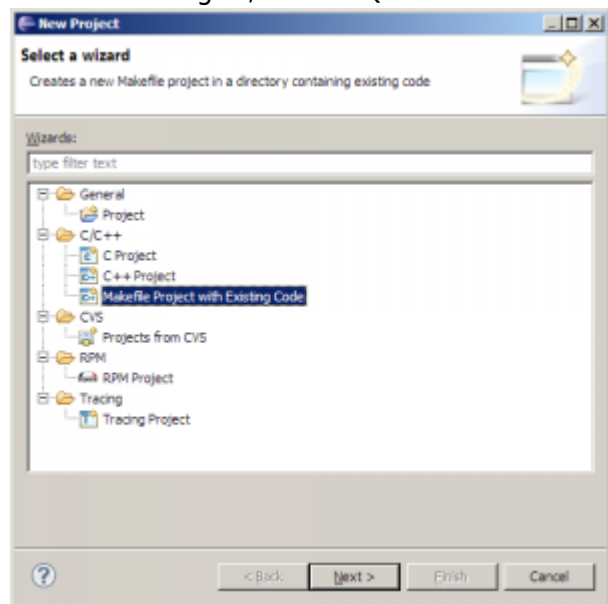 New Project
Select a wizard
Creates a new Makefile project in a directory containing existing code
Wizards:
type filter text
General
Project
C/C++
C Project
C++ Project
Makefile Project with Existing Code
CVS
Projects from CVS
RPM
RPM Project
Tracing
Tracing Project
< Back
Next >
Finish
Cancel